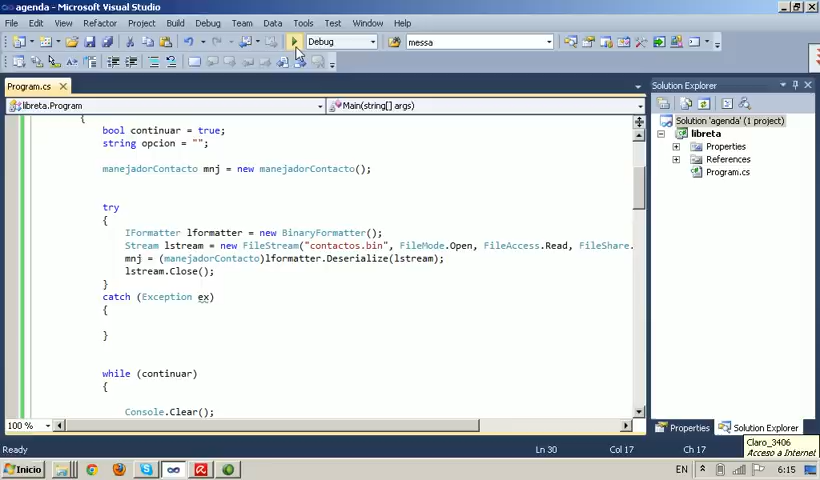 agenda - Microsoft Visual Studio
File Edit View Refactor Project Build Debug Team Data Tools Test Window Help
Debug messa
Program.cs
Solution Explorer
libreta.Program Main(string[] args)
{
bool continuar = true;
string opcion = "";
manejadorContacto mnj = new manejadorContacto();
try
{
IFormatter lformatter = new BinaryFormatter();
Stream lstream = new FileStream("contactos.bin", FileMode.Open, FileAccess.Read, FileShare.
mnj = (manejadorContacto)lformatter.Deserialize(lstream);
lstream.Close();
}
catch (Exception ex)
{
}
while (continuar)
{
Console.Clear();
Solution 'agenda' (1 project)
libreta
Properties
References
Program.cs
100 %
Properties Solution Explorer
Ready Ln 30 Col 17 Ch 17
Claro_3406
Acceso a Internet
Inicio EN 6:15